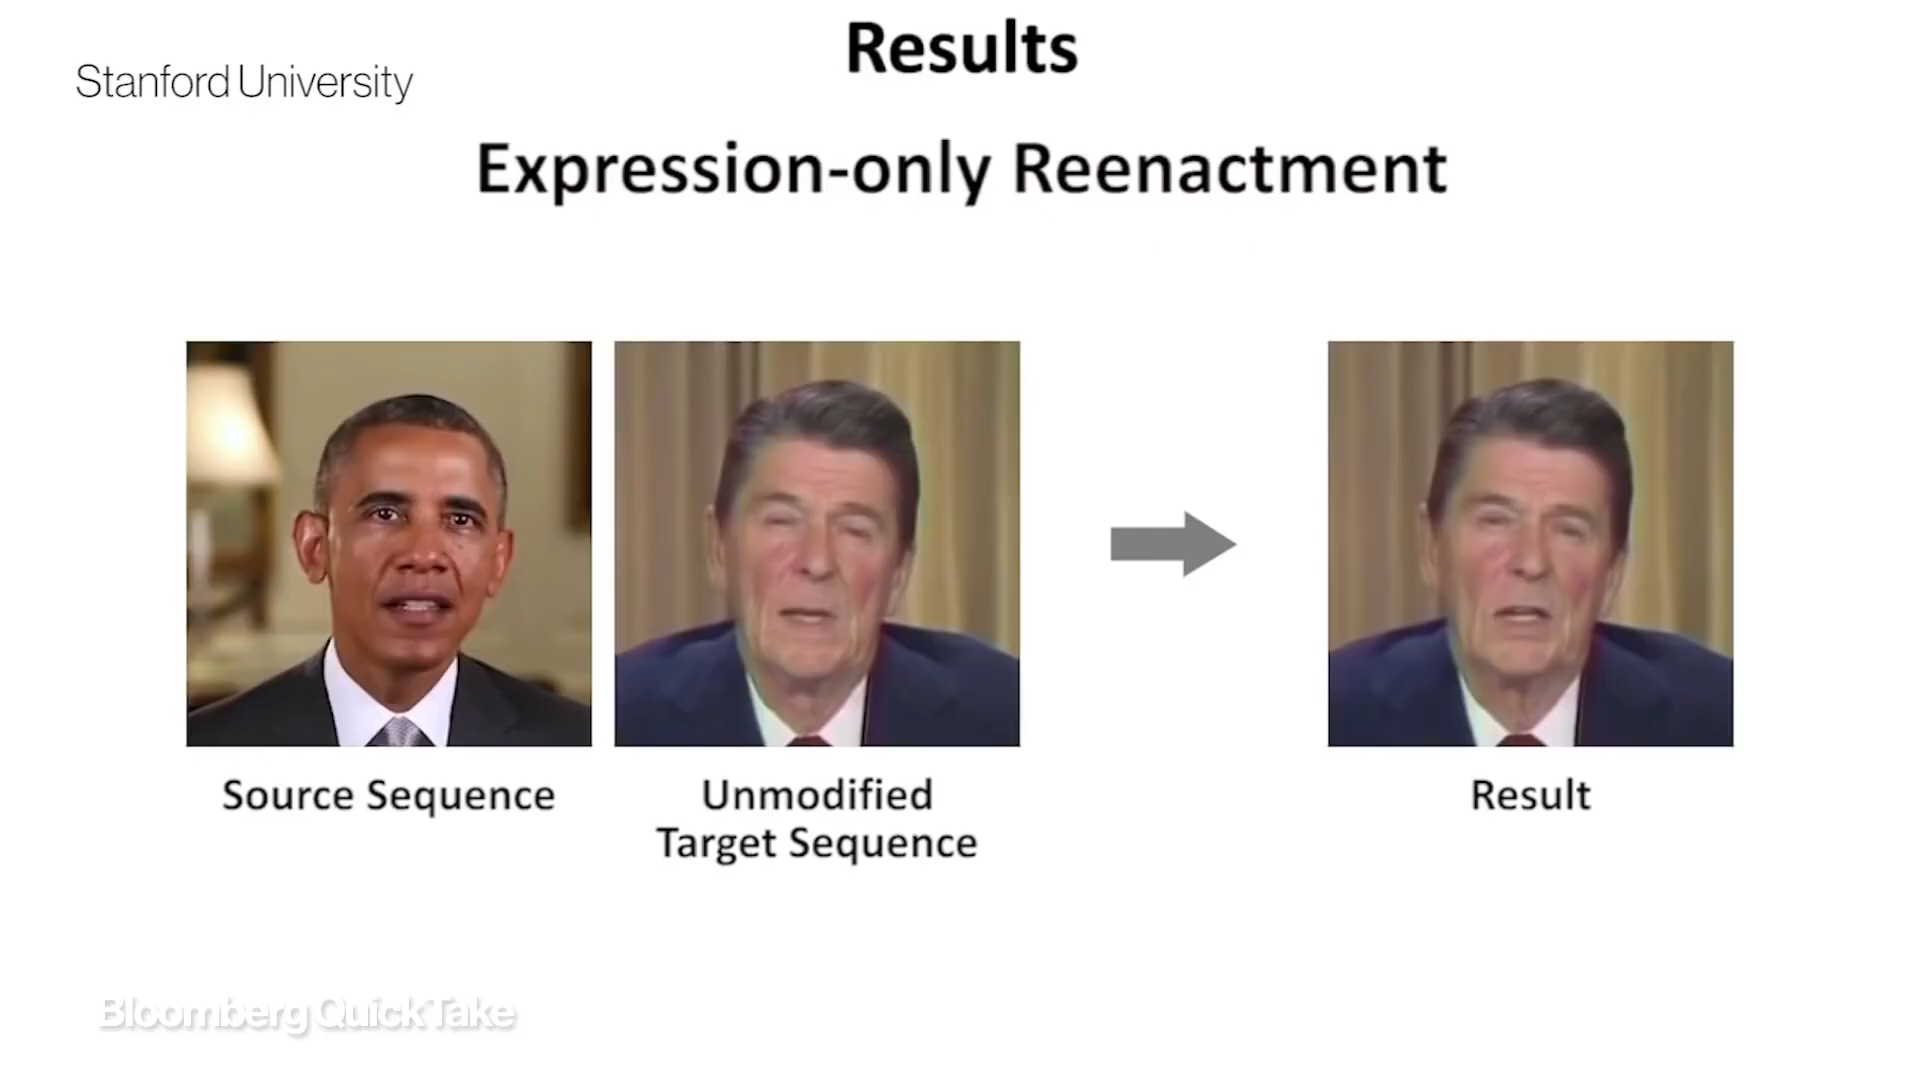 Results
Stanford University
Expression-only Reenactment
Source Sequence
Unmodified
Target Sequence
Result
Bloomberg QuickTake